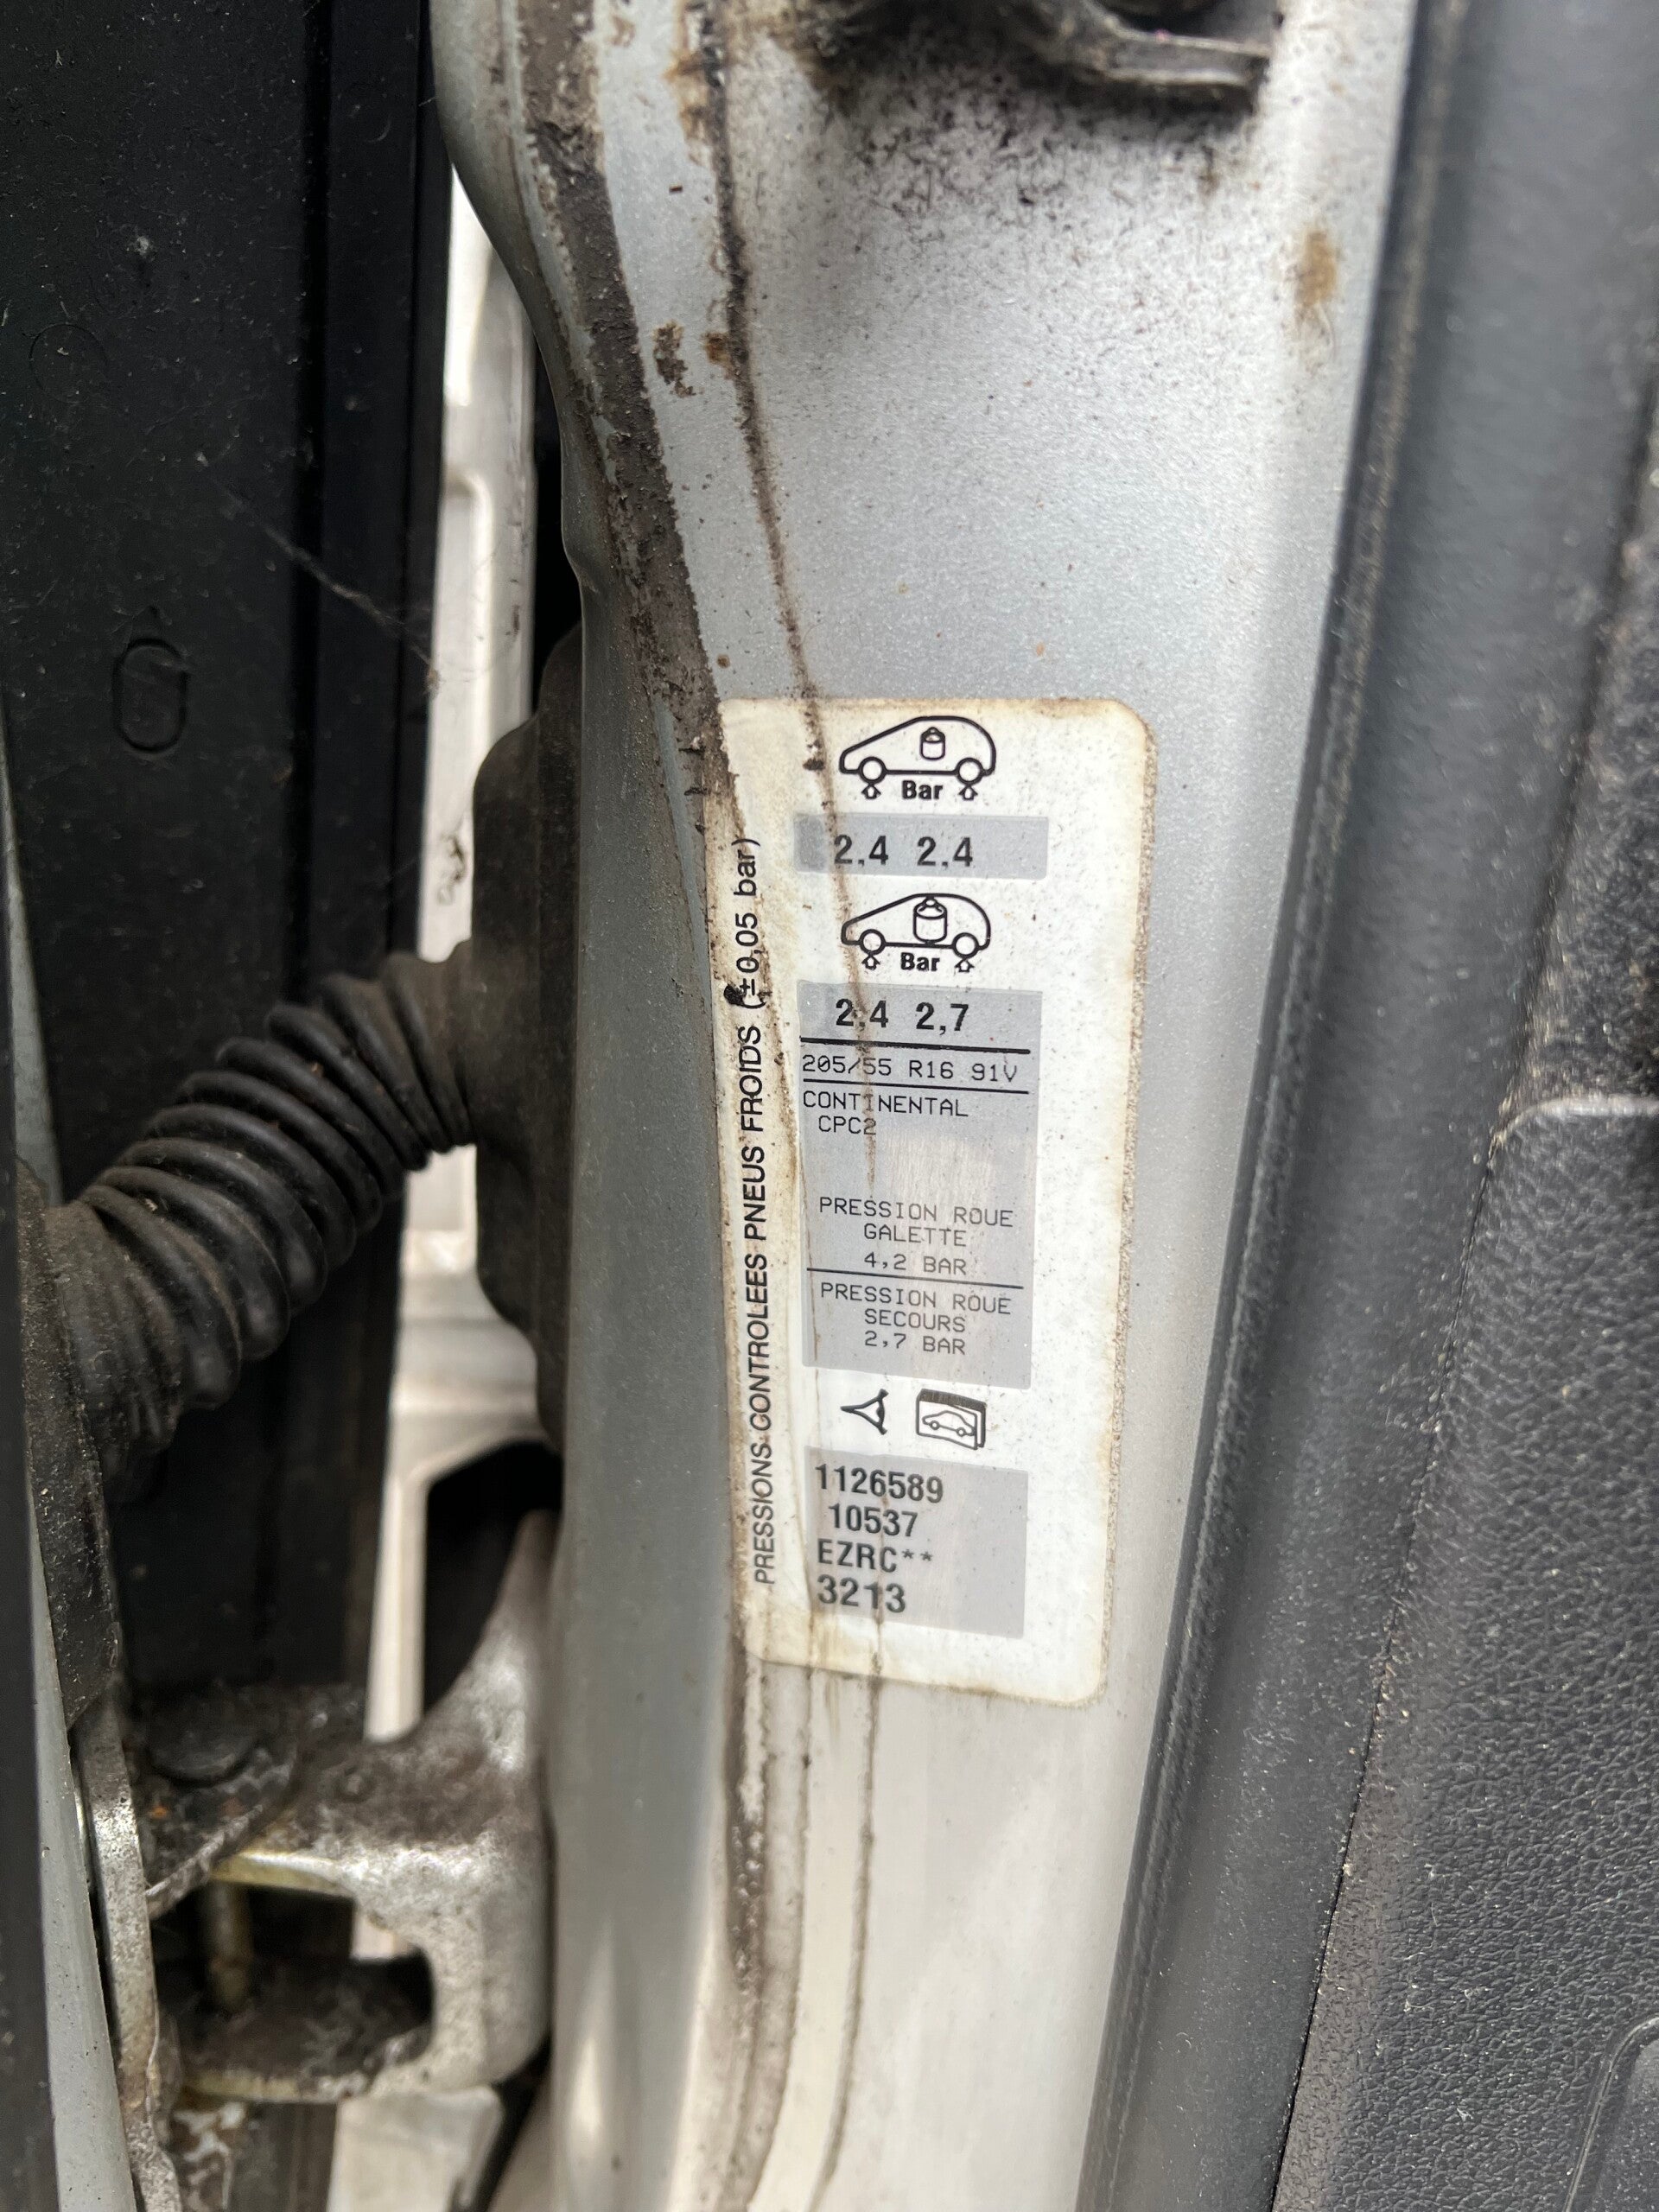 Bar
2.4 2.4
Bar
2,4 2,7
205/55 R16 91V
CONTINENTAL
CPC2
PRESSION ROUE
GALETTE
4,2 BAR
PRESSION ROUE
SECOURS
2,7 BAR
1126589
10537
EZRC**
3213
PRESSIONS CONTROLEES PNEUS FROIDS (±0,05 bar)